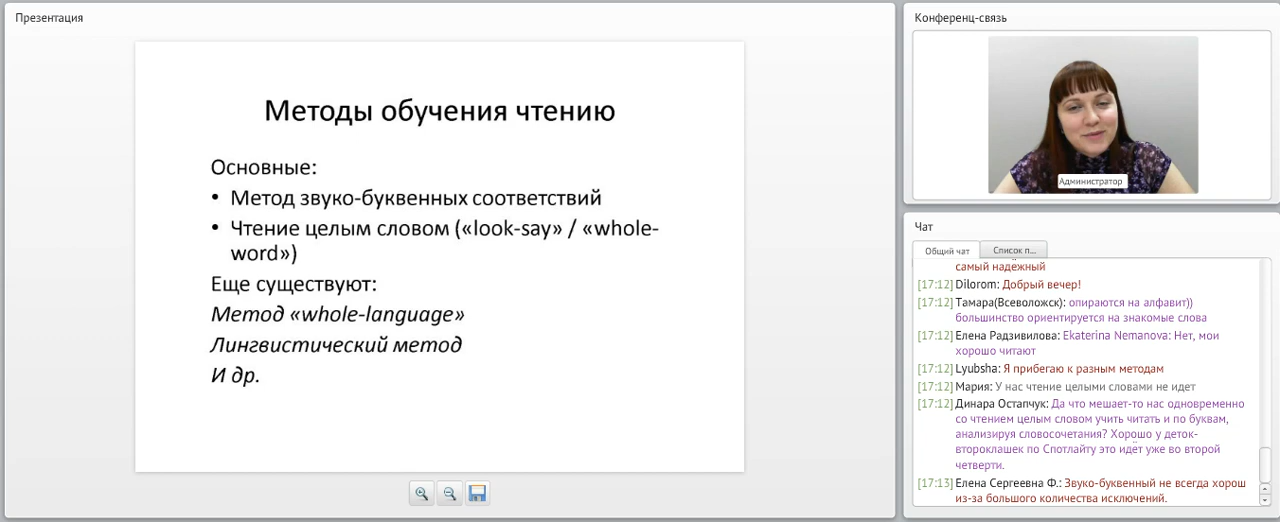 Презентация
Методы обучения чтению
Основные:
• Метод звуко-буквенных соответствий
• Чтение целым словом («look-say» / «whole-
word»)
Еще существуют:
Метод «whole-language»
Лингвистический метод
И др.
Конференц-связь
Администратор
Чат
Общий чат
Список п...
самый надёжный
[17:12] Dilorom: Добрый вечер!
[17:12] Тамара(Всеволожск): опираются на алфавит))
большинство ориентируется на знакомые слова
[17:12] Елена Радзивилова: Ekaterina Nemanova: Нет, мои
хорошо читают
[17:12] Lyubsha: Я прибегаю к разным методам
[17:12] Мария: У нас чтение целыми словами не идет
[17:12] Динара Остапчук: Да что мешает-то нас одновременно
со чтением целым словом учить читать и по буквам,
анализируя словосочетания? Хорошо у деток-
второклашек по Спотлайту это идёт уже во второй
четверти.
[17:13] Елена Сергеевна Ф.: Звуко-буквенный не всегда хорош
из-за большого количества исключений.